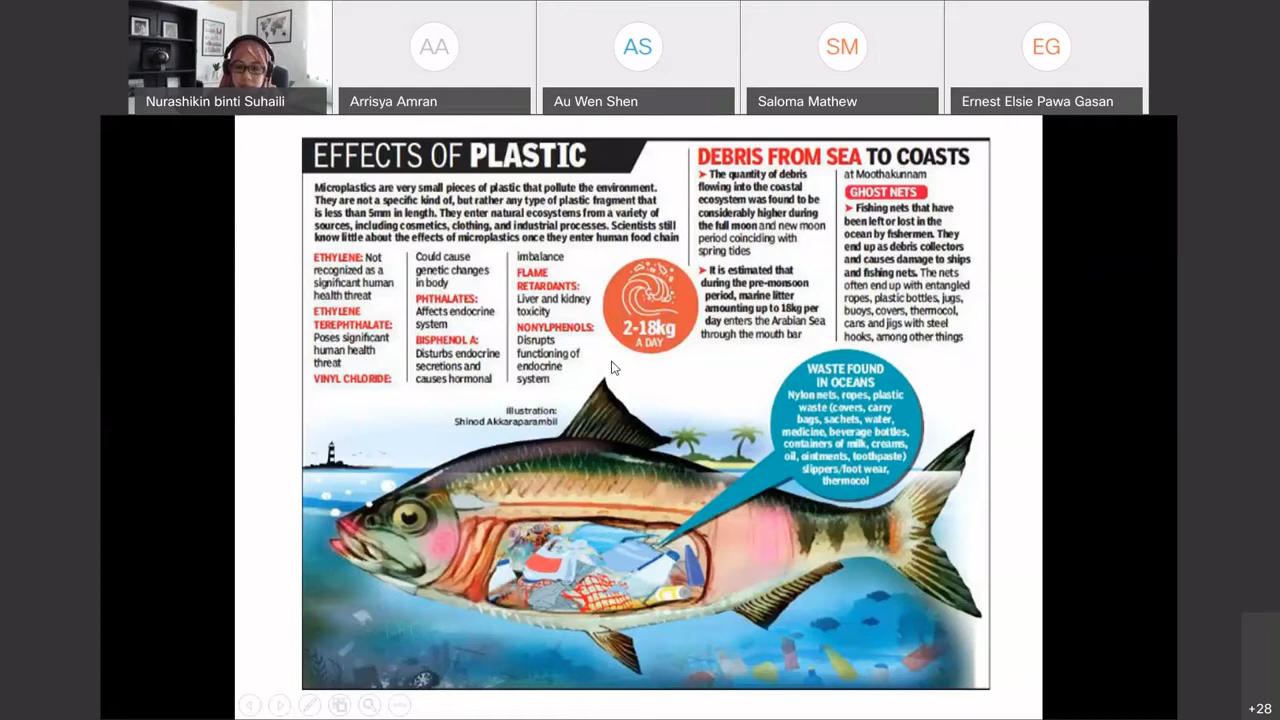 AA
AS
SM
EG
Nurashikin binti Suhaili
Arrisya Amran
Au Wen Shen
Saloma Mathew
Ernest Elsie Pawa Gasan
EFFECTS OF PLASTIC
Microplastics are very small pieces of plastic that pollute the environment.
They are not a specific kind of, but rather any type of plastic fragment that
is less than 5mm in length. They enter natural ecosystems from a variety of
sources, including cosmetics, clothing, and industrial processes. Scientists still
know little about the effects of microplastics once they enter human food chain
ETHYLENE: Not
recognized as a
significant human
health threat
ETHYLENE
TEREPHTHALATE:
Poses significant
human health
threat
VINYL CHLORIDE:
Could cause
genetic changes
in body
PHTHALATES:
Affects endocrine
system
BISPHENOL A:
Disturbs endocrine
secretions and
causes hormonal
imbalance
FLAME
RETARDANTS:
Liver and kidney
toxicity
NONYLPHENOLS:
Disrupts
functioning of
endocrine
system
2-18kg
A DAY
DEBRIS FROM SEA TO COASTS
➤ The quantity of debris
flowing into the coastal
ecosystem was found to be
considerably higher during
the full moon and new moon
period coinciding with
spring tides
➤ It is estimated that
during the pre-monsoon
period, marine litter
amounting up to 18kg per
day enters the Arabian Sea
through the mouth bar
at Moothakunnam
GHOST NETS
➤ Fishing nets that have
been left or lost in the
ocean by fishermen. They
end up as debris collectors
and causes damage to ships
and fishing nets. The nets
often end up with entangled
ropes, plastic bottles, jugs,
buoys, covers, thermocol,
cans and jigs with steel
hooks, among other things
Illustration:
Shinod Akkaraparambil
WASTE FOUND
IN OCEANS
Nylon nets, ropes, plastic
waste (covers, carry
bags, sachets, water,
medicine, beverage bottles,
containers of milk, creams,
oil, ointments, toothpaste)
slippers/foot wear,
thermocol
+28